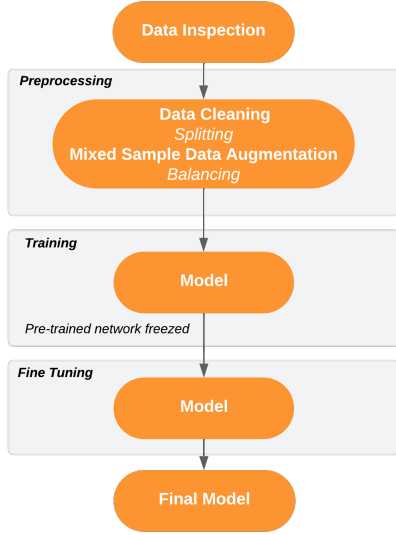 Data Inspection
Preprocessing
Data Cleaning
Splitting
Mixed Sample Data Augmentation
Balancing
Training
Model
Pre-trained network freezed
Fine Tuning
Model
Final Model